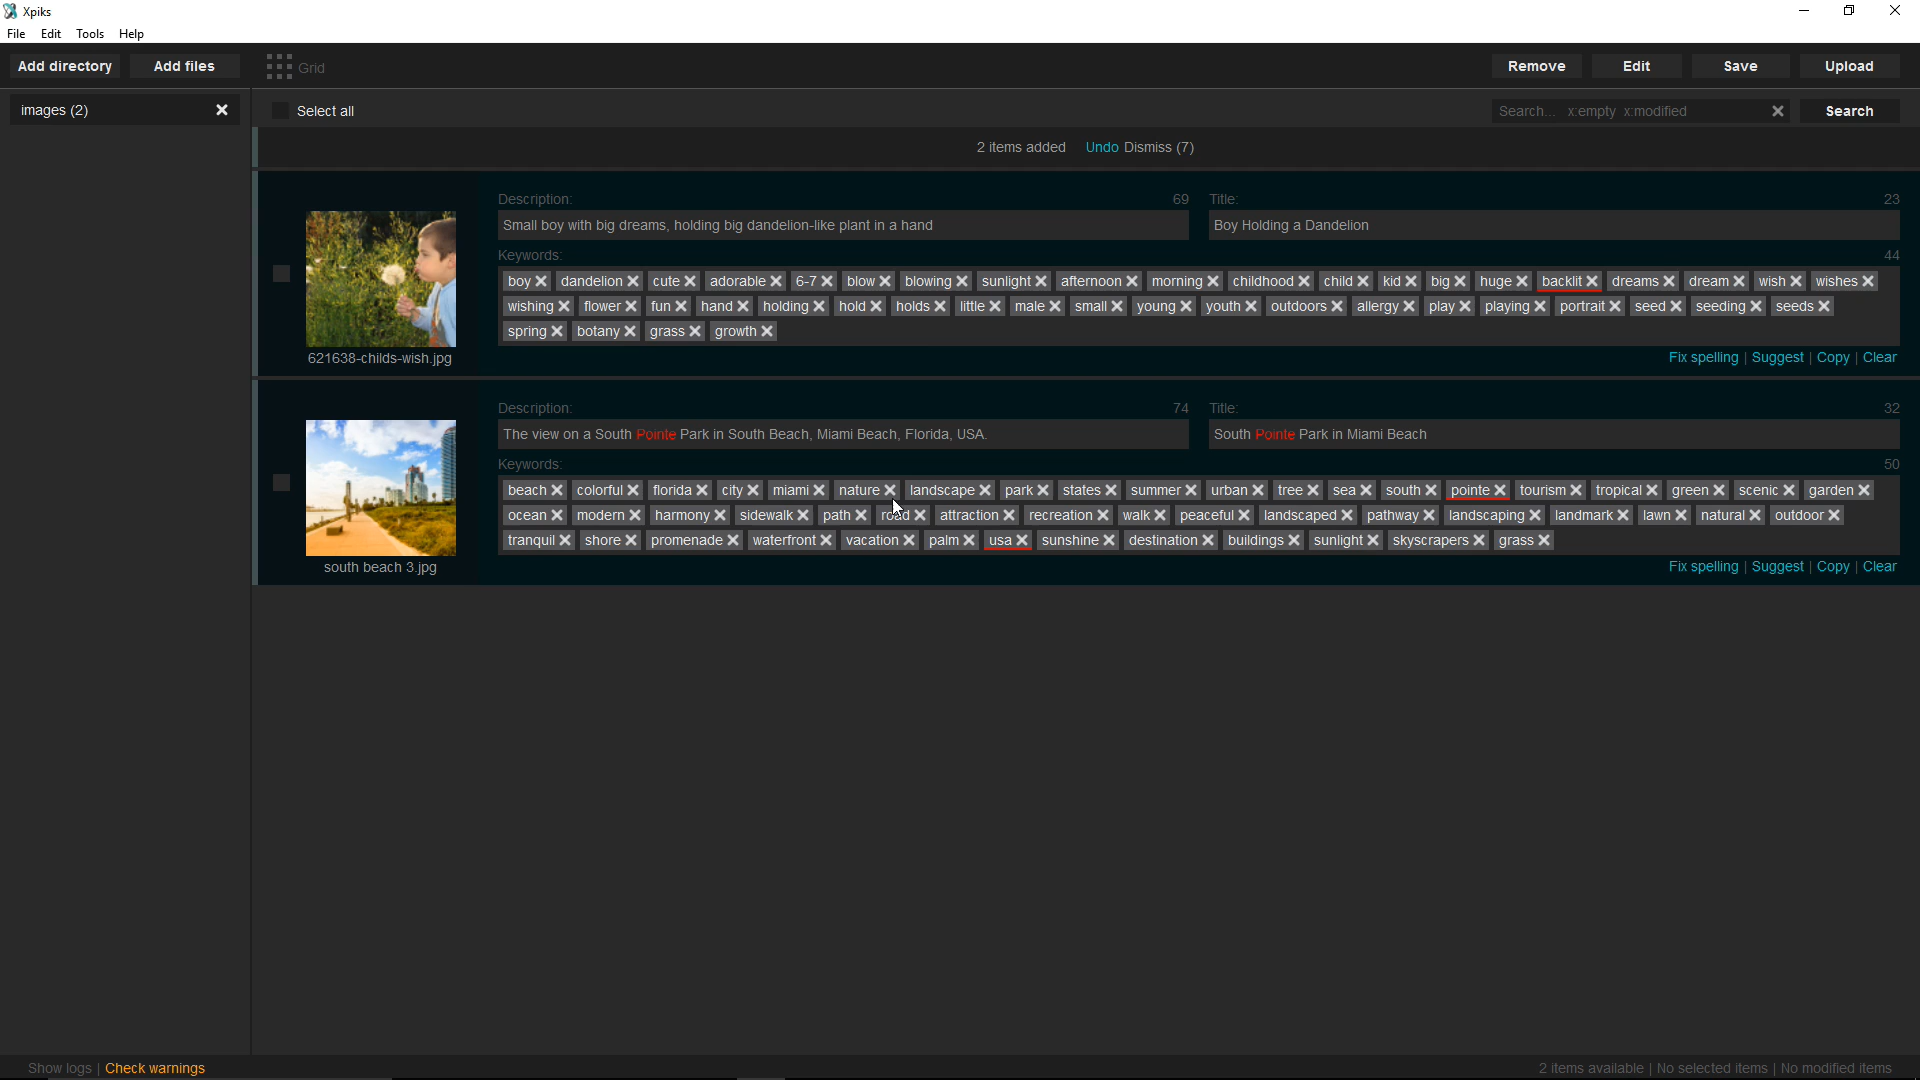 Xpiks
File Edit Tools Help
Add directory Add files Grid Remove Edit Save Upload
images (2) Select all Search... x:empty x:modified Search
2 items added Undo Dismiss (7)
Description: 69 Title: 23
Small boy with big dreams, holding big dandelion-like plant in a hand Boy Holding a Dandelion
Keywords: 44
boy dandelion cute adorable 6-7 blow blowing sunlight afternoon morning childhood child kid big huge backlit dreams dream wish wishes
wishing flower fun hand holding hold holds little male small young youth outdoors allergy play playing portrait seed seeding seeds
spring botany grass growth
621638-childs-wish.jpg Fix spelling | Suggest | Copy | Clear
Description: 74 Title: 32
The view on a South Pointe Park in South Beach, Miami Beach, Florida, USA. South Pointe Park in Miami Beach
Keywords: 50
beach colorful florida city miami nature landscape park states summer urban tree sea south pointe tourism tropical green scenic garden
ocean modern harmony sidewalk path road attraction recreation walk peaceful landscaped pathway landscaping landmark lawn natural outdoor
tranquil shore promenade waterfront vacation palm usa sunshine destination buildings sunlight skyscrapers grass
south beach 3.jpg Fix spelling | Suggest | Copy | Clear
Show logs | Check warnings 2 items available | No selected items | No modified items